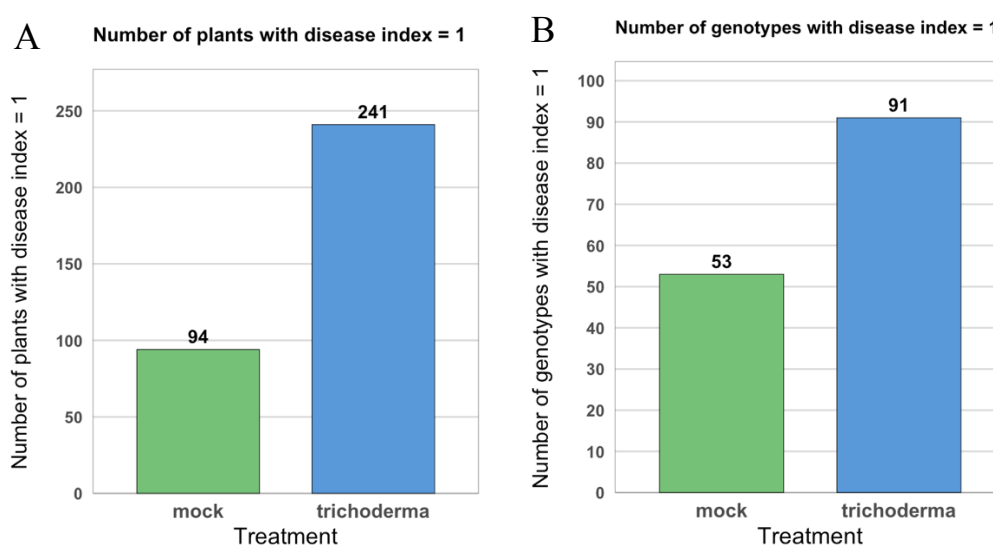 A
Number of plants with disease index = 1
Number of plants with disease index = 1
250
200
150
100
50
0
241
94
mock
trichoderma
Treatment
B
Number of genotypes with disease index = 1
Number of genotypes with disease index = 1
100
90
80
70
60
50
40
30
20
10
0
91
53
mock
trichoderma
Treatment